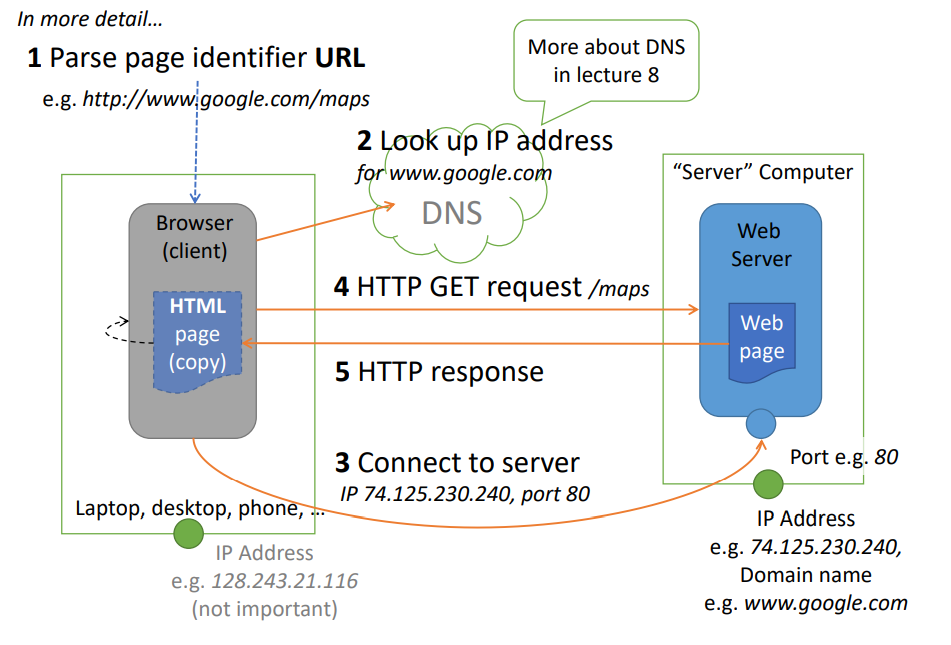 In more detail…
1 Parse page identifier URL
e.g. http://www.google.com/maps
More about DNS
in lecture 8
2 Look up IP address
for www.google.com
DNS
"Server" Computer
Browser
(client)
Web
Server
4 HTTP GET request /maps
HTML
page
(copy)
Web
page
5 HTTP response
3 Connect to server
IP 74.125.230.240, port 80
Port e.g. 80
Laptop, desktop, phone, …
IP Address
e.g. 128.243.21.116
(not important)
IP Address
e.g. 74.125.230.240,
Domain name
e.g. www.google.com